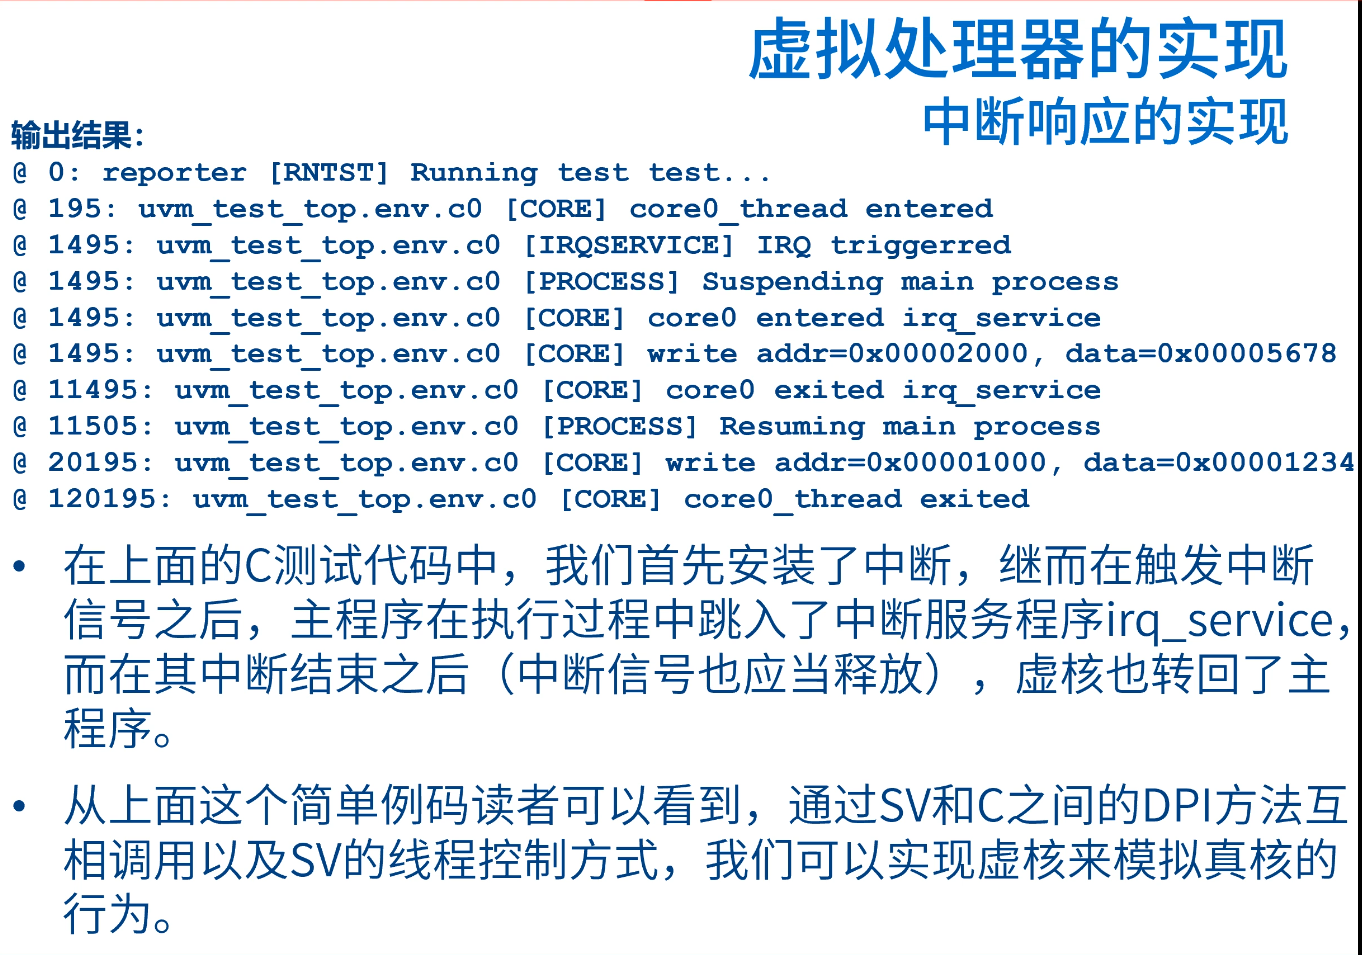 虚拟处理器的实现
中断响应的实现
输出结果：
@ 0: reporter [RNTST] Running test test...
@ 195: uvm_test_top.env.c0 [CORE] core0_thread entered
@ 1495: uvm_test_top.env.c0 [IRQSERVICE] IRQ triggerred
@ 1495: uvm_test_top.env.c0 [PROCESS] Suspending main process
@ 1495: uvm_test_top.env.c0 [CORE] core0 entered irq_service
@ 1495: uvm_test_top.env.c0 [CORE] write addr=0x00002000, data=0x00005678
@ 11495: uvm_test_top.env.c0 [CORE] core0 exited irq_service
@ 11505: uvm_test_top.env.c0 [PROCESS] Resuming main process
@ 20195: uvm_test_top.env.c0 [CORE] write addr=0x00001000, data=0x00001234
@ 120195: uvm_test_top.env.c0 [CORE] core0_thread exited
• 在上面的C测试代码中，我们首先安装了中断，继而在触发中断
信号之后，主程序在执行过程中跳入了中断服务程序irq_service，
而在其中断结束之后（中断信号也应当释放），虚核也转回了主
程序。
• 从上面这个简单例码读者可以看到，通过SV和C之间的DPI方法互
相调用以及SV的线程控制方式，我们可以实现虚核来模拟真核的
行为。